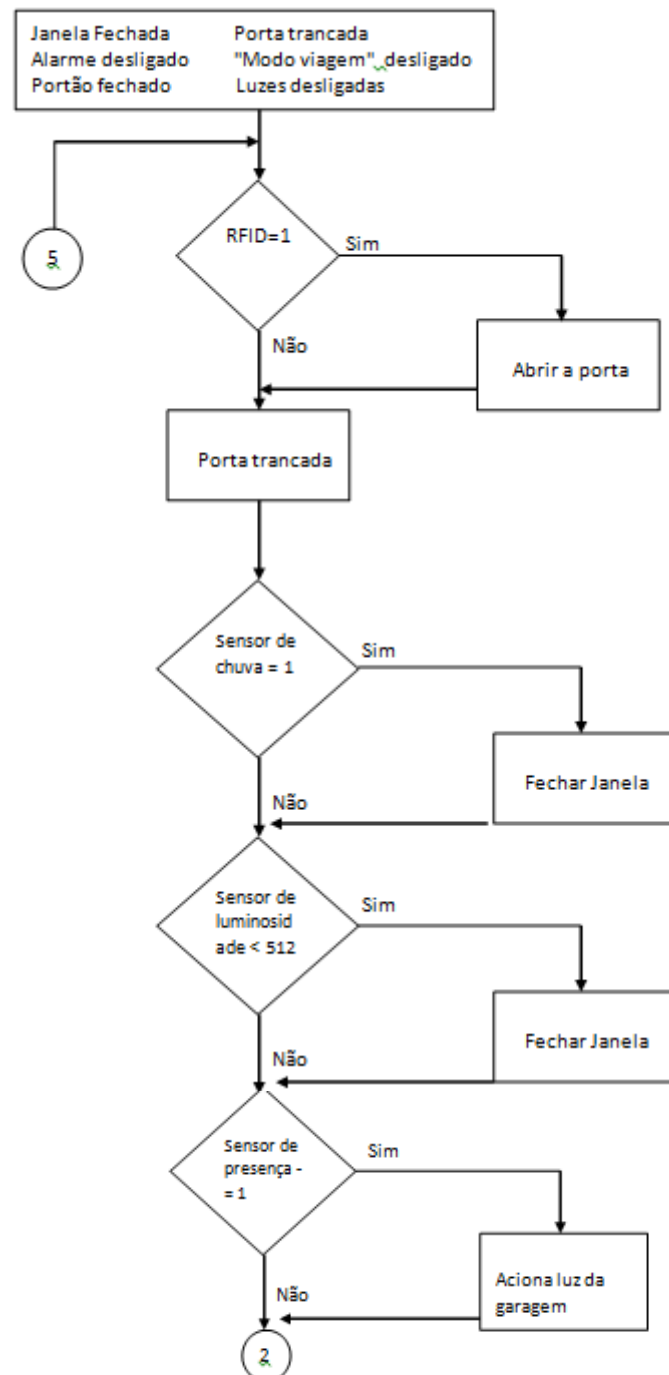 Janela Fechada Porta trancada
Alarme desligado "Modo viagem" desligado
Portão fechado Luzes desligadas
5
RFID=1
Sim
Não
Abrir a porta
Porta trancada
Sensor de
chuva = 1
Sim
Não
Fechar Janela
Sensor de
luminosid
ade < 512
Sim
Não
Fechar Janela
Sensor de
presença -
= 1
Sim
Não
Aciona luz da
garagem
2